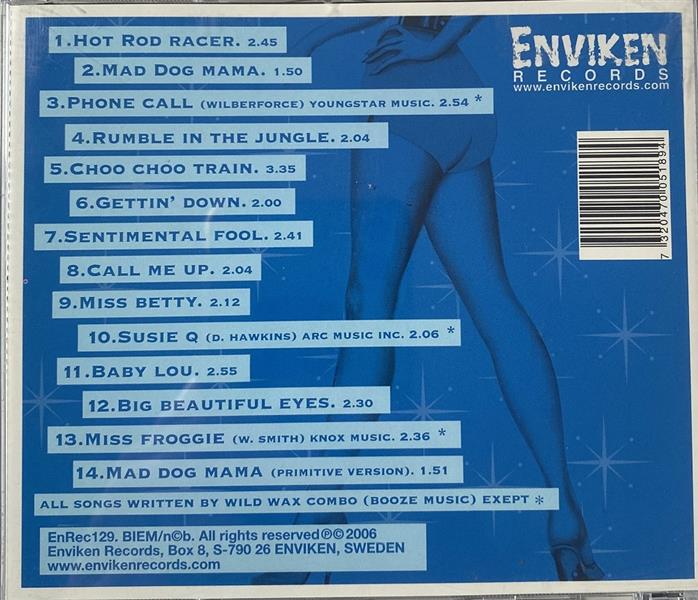 1.HOT ROD RACER. 2.45
2.MAD DOG MAMA. 1.50
3.PHONE CALL (WILBERFORCE) YOUNGSTAR MUSIC. 2.54 *
4.RUMBLE IN THE JUNGLE. 2.04
5.CHOO CHOO TRAIN. 3.35
6.GETTIN' DOWN. 2.00
7.SENTIMENTAL FOOL. 2.41
8.CALL ME UP. 2.04
9.MISS BETTY. 2.12
10.SUSIE Q (D. HAWKINS) ARC MUSIC INC. 2.06 *
11.BABY LOU. 2.55
12.BIG BEAUTIFUL EYES. 2.30
13.MISS FROGGIE (W. SMITH) KNOX MUSIC. 2.36 *
14.MAD DOG MAMA (PRIMITIVE VERSION). 1.51
ALL SONGS WRITTEN BY WILD WAX COMBO (BOOZE MUSIC) EXEPT *
EnRec129. BIEM/n©b. All rights reserved℗© 2006
Enviken Records, Box 8, S-790 26 ENVIKEN, SWEDEN
www.envikenrecords.com
ENVIKEN
RECORDS
www.envikenrecords.com
7 320470 051894